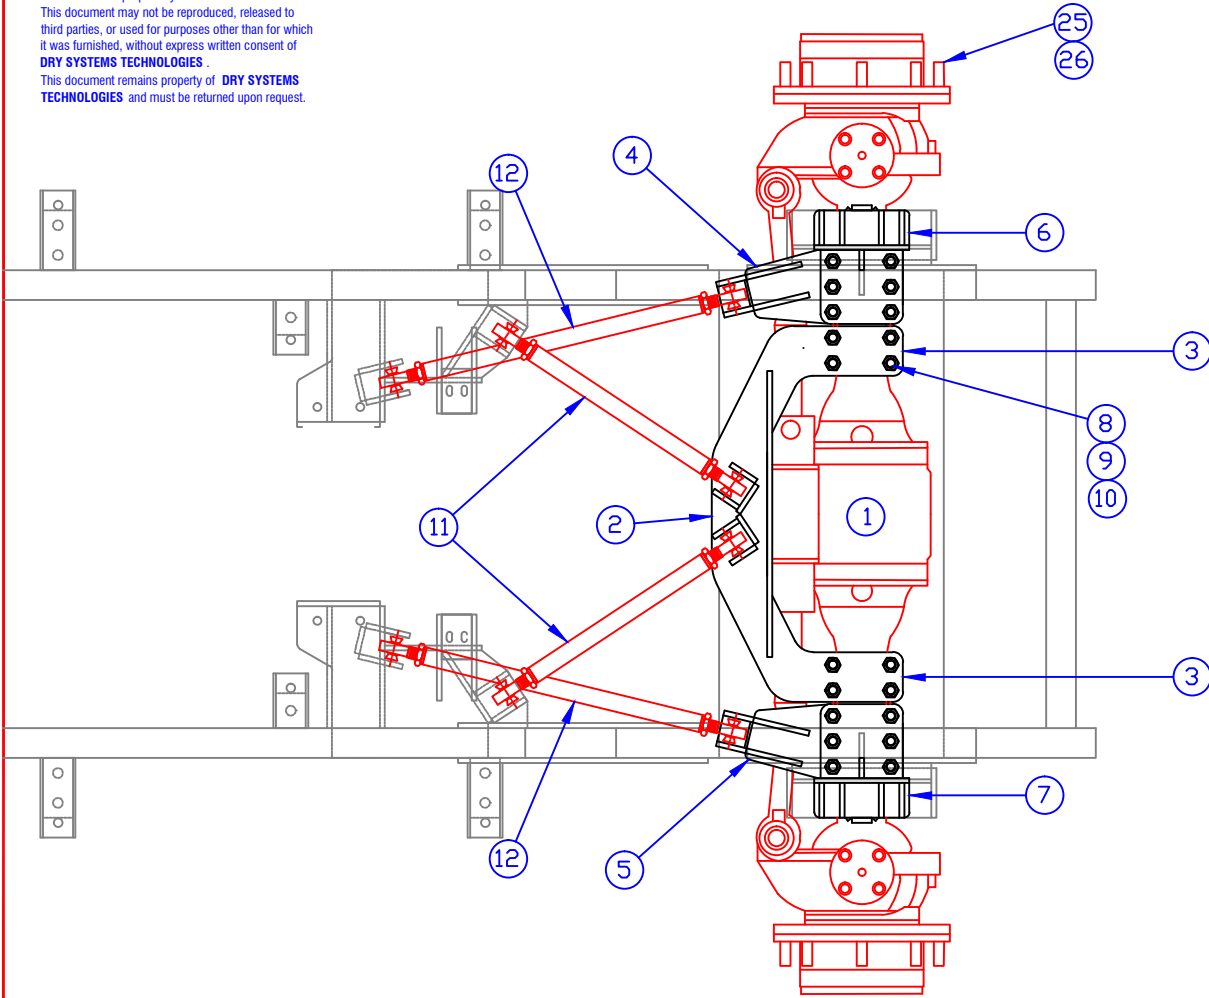 This document may not be reproduced, released to
third parties, or used for purposes other than for which
it was furnished, without express written consent of
DRY SYSTEMS TECHNOLOGIES .
This document remains property of DRY SYSTEMS
TECHNOLOGIES and must be returned upon request.
25
26
4
12
6
12
3
8
9
10
11
2
1
3
7
12
5